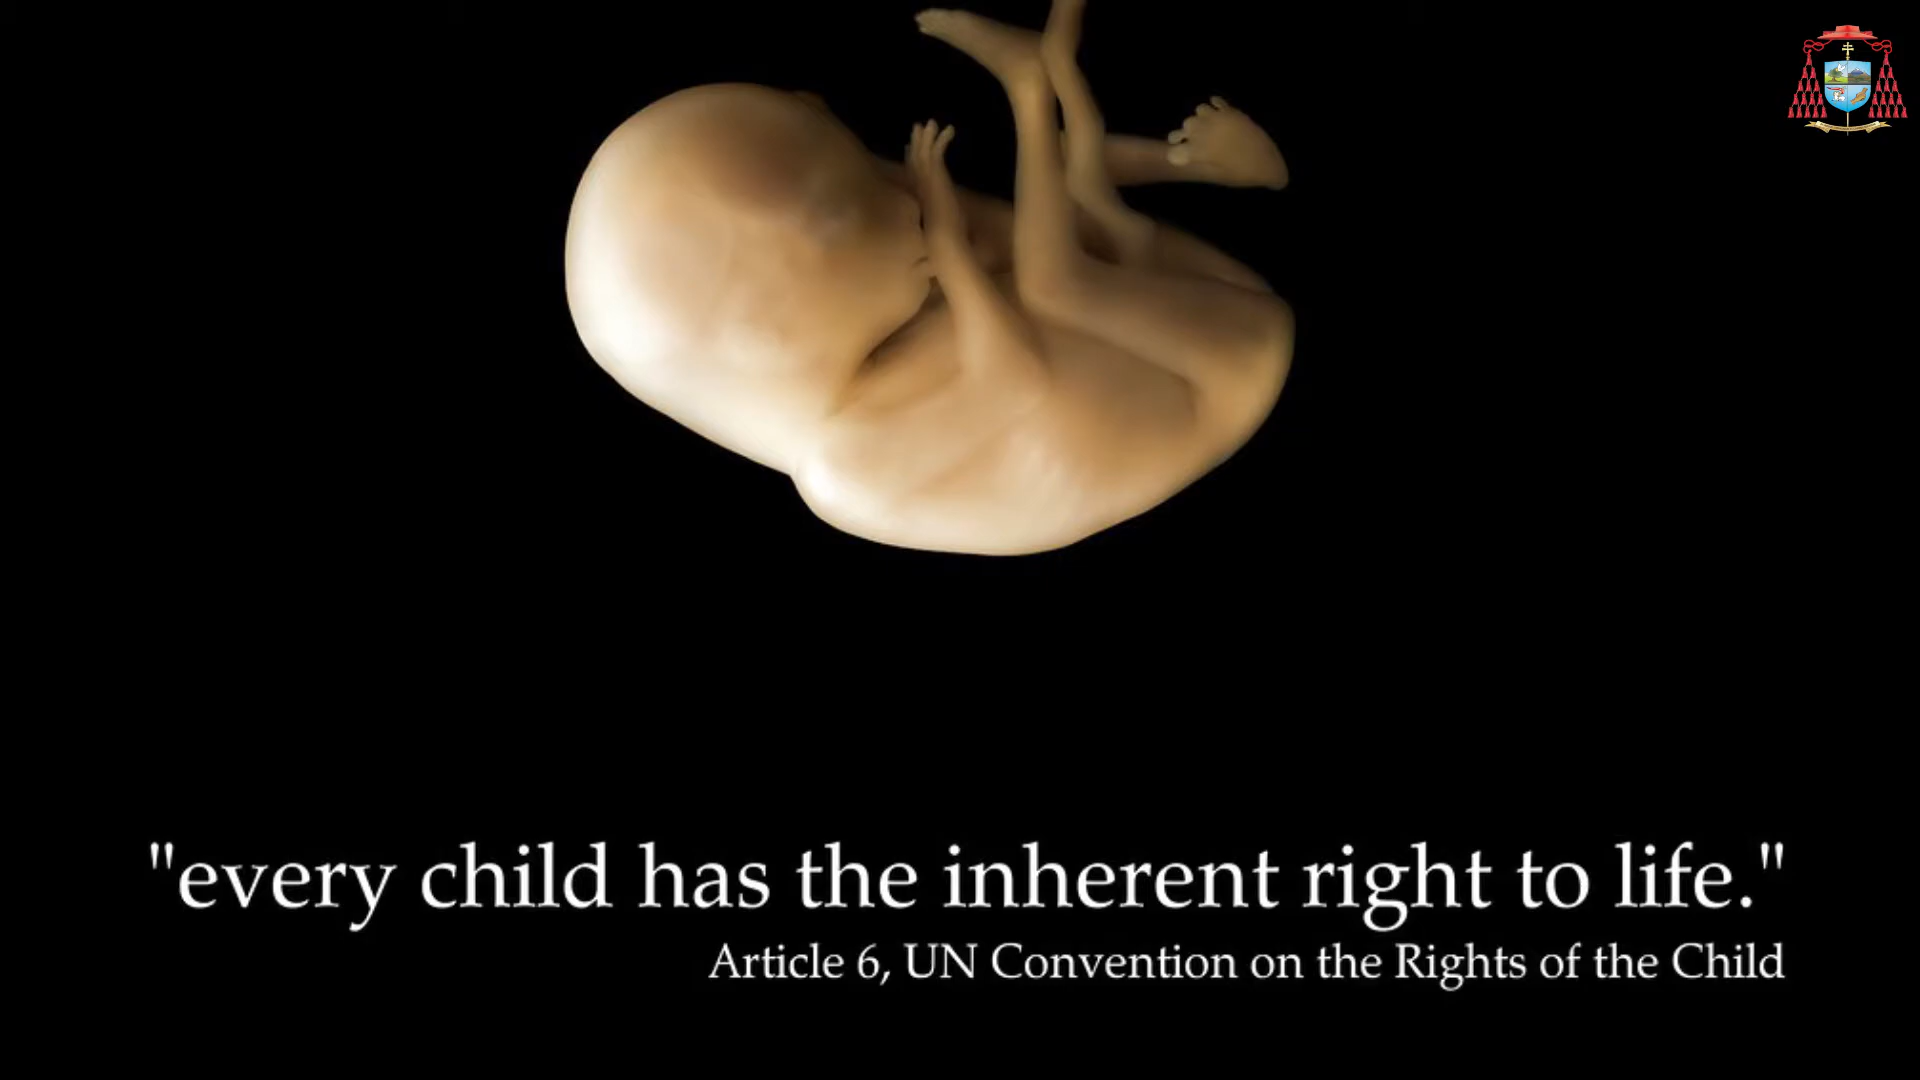 "every child has the inherent right to life."
Article 6, UN Convention on the Rights of the Child